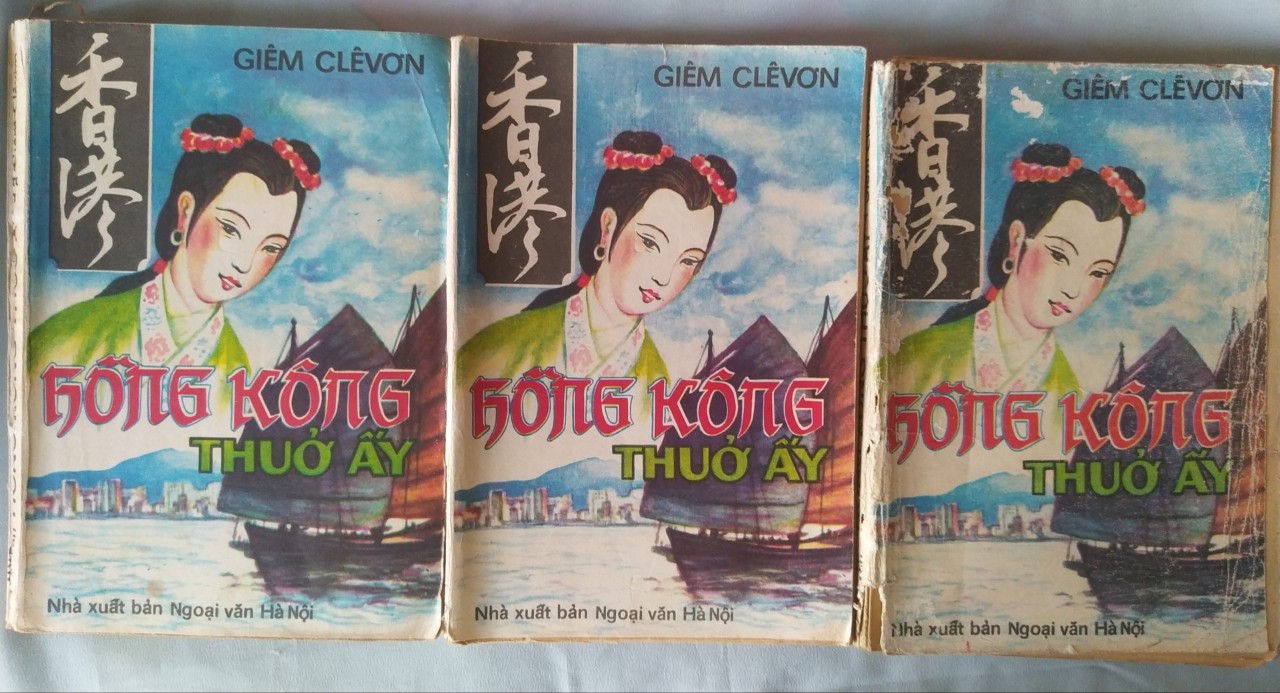 香港
GIÊM CLÊVƠN
HỒNG KÔNG
THUỞ ẤY
Nhà xuất bản Ngoại văn Hà Nội
香港
GIÊM CLÊVƠN
HỒNG KÔNG
THUỞ ẤY
Nhà xuất bản Ngoại văn Hà Nội
香港
GIÊM CLÊVƠN
HỒNG KÔNG
THUỞ ẤY
Nhà xuất bản Ngoại văn Hà Nội